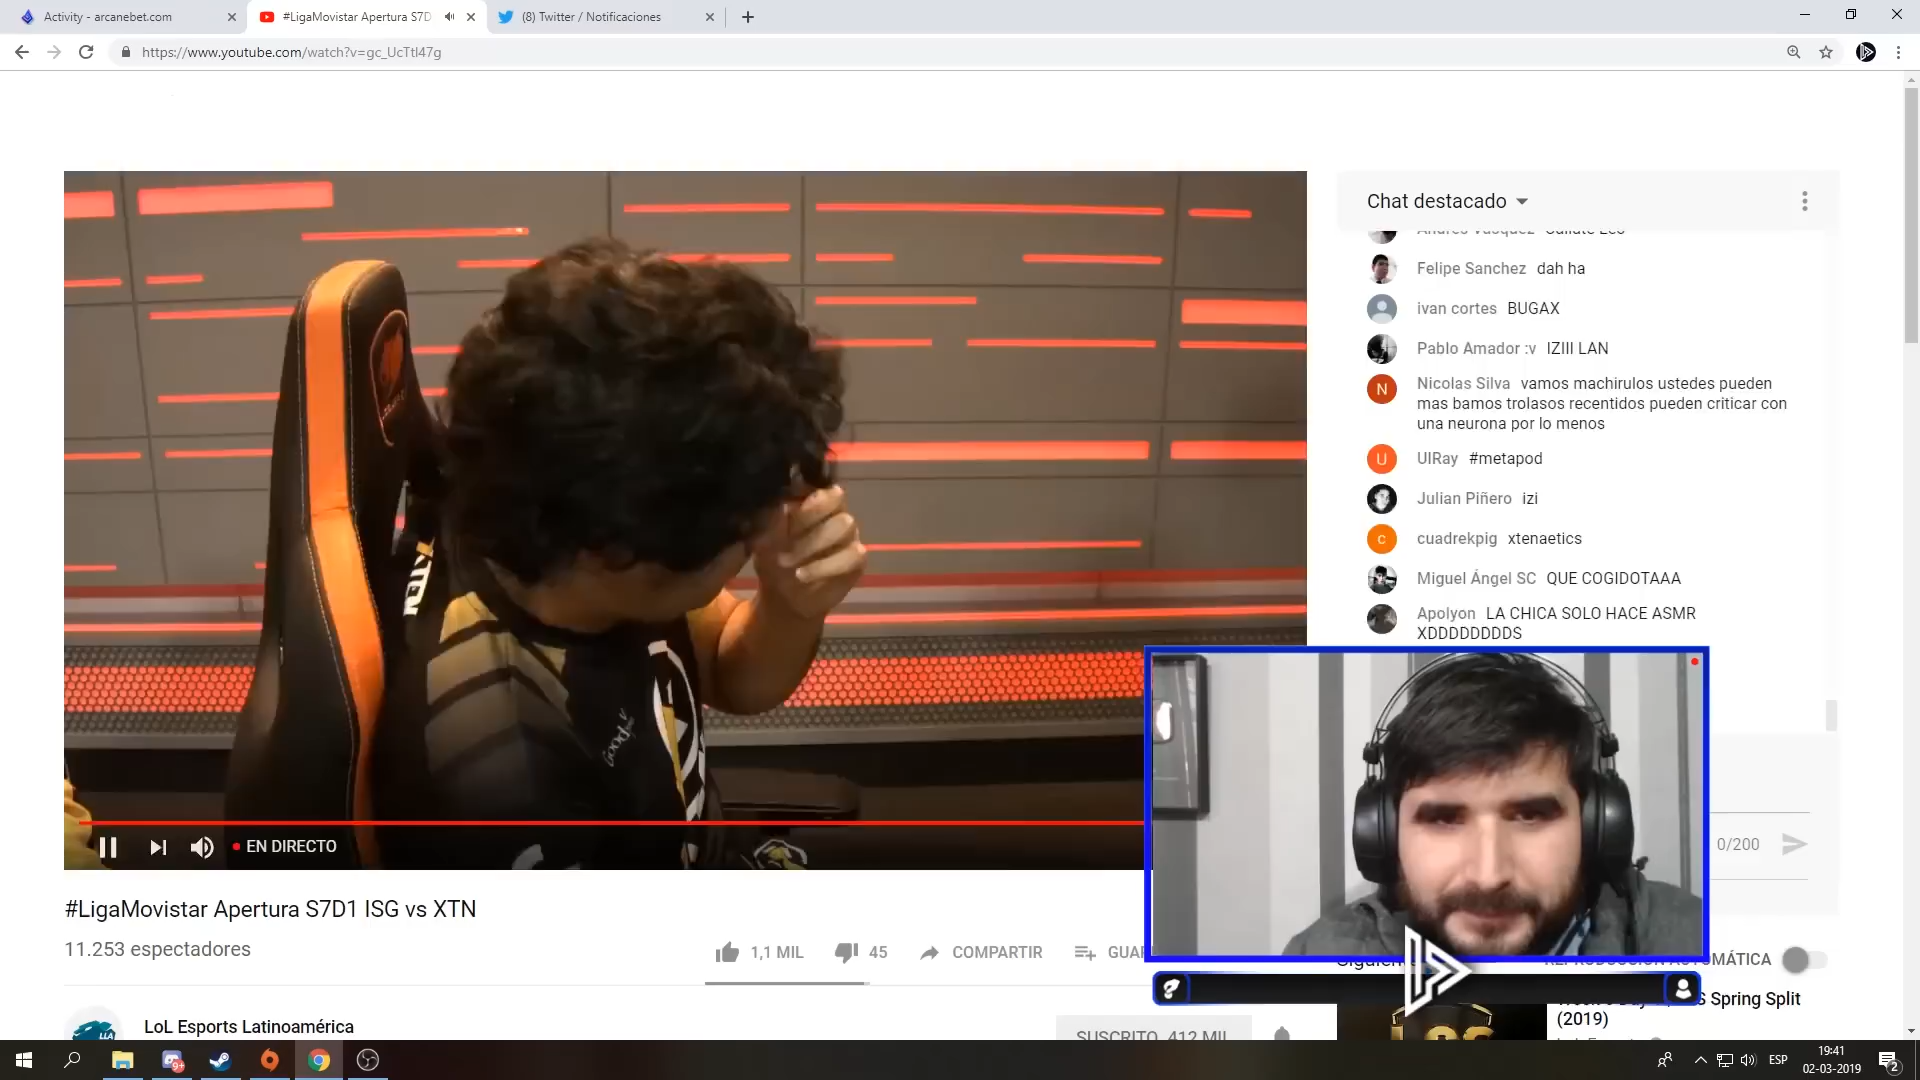 Activity - arcanebet.com
#LigaMovistar Apertura S7D
(8) Twitter / Notificaciones
https://www.youtube.com/watch?v=gc_UcTtI47g
Chat destacado
Felipe Sanchez dah ha
ivan cortes BUGAX
Pablo Amador :v IZIII LAN
Nicolas Silva vamos machirulos ustedes pueden
mas bamos trolasos recentidos pueden criticar con
una neurona por lo menos
UlRay #metapod
Julian Piñero izi
cuadrekpig xtenaetics
Miguel Ángel SC QUE COGIDOTAAA
Apolyon LA CHICA SOLO HACE ASMR
XDDDDDDDDS
EN DIRECTO
0/200
#LigaMovistar Apertura S7D1 ISG vs XTN
11.253 espectadores
1,1 MIL
45
COMPARTIR
Spring Split
(2019)
LoL Esports Latinoamérica
SUSCRITO 412 MIL
ESP
19:41
02-03-2019